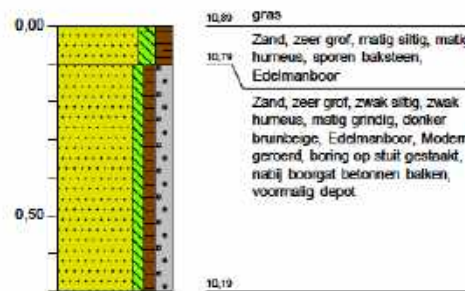 0,00
10,89 gras
Zand, zeer grof, matig siltig, matig
10,79 humeus, sporen baksteen,
Edelmanboor
Zand, zeer grof, zwak siltig, zwak
humeus, matig grindig, donker
bruinbeige, Edelmanboor, Modern
geroerd, boring op stuit gestaakt,
nabij boorgat betonnen balken,
0,50 voormalig depot
10,19